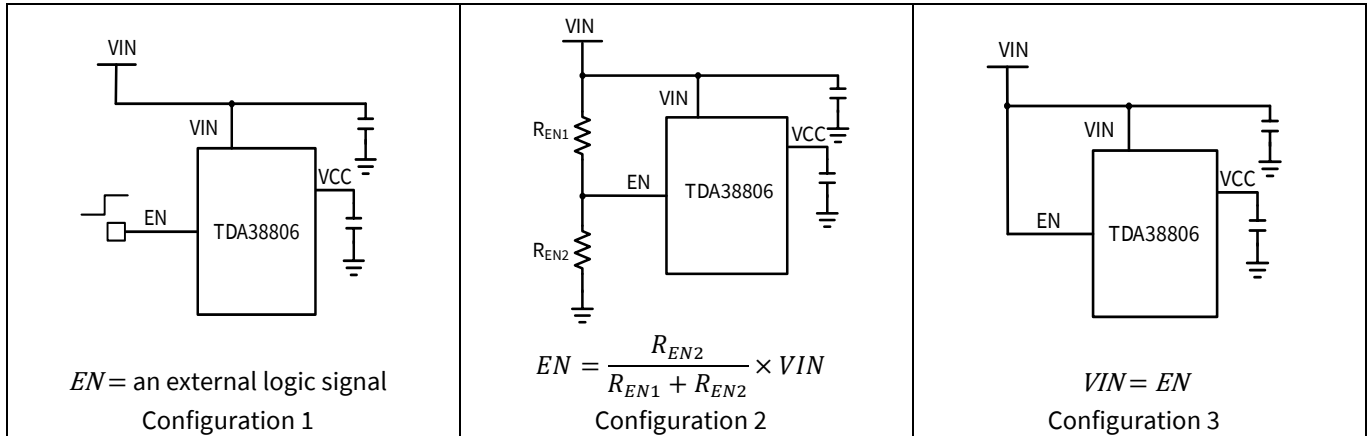 VIN
VIN
VCC
EN
TDA38806
EN = an external logic signal
Configuration 1
VIN
VIN
R_EN1
VCC
EN
TDA38806
R_EN2
EN = R_EN2 / (R_EN1 + R_EN2) × VIN
Configuration 2
VIN
VIN
VCC
EN
TDA38806
VIN = EN
Configuration 3